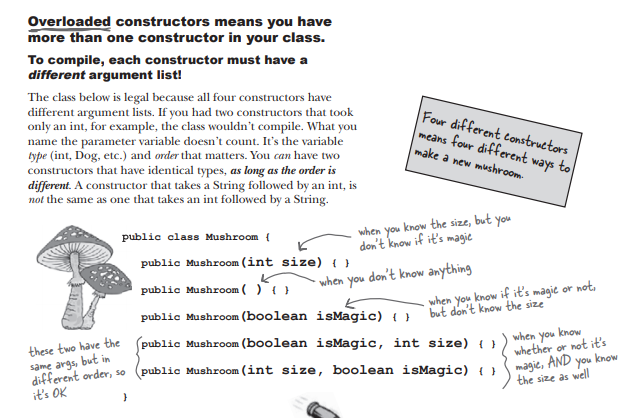 Overloaded constructors means you have
more than one constructor in your class.
To compile, each constructor must have a
different argument list!
The class below is legal because all four constructors have
different argument lists. If you had two constructors that took
only an int, for example, the class wouldn't compile. What you
name the parameter variable doesn't count. It's the variable
type (int, Dog, etc.) and order that matters. You can have two
constructors that have identical types, as long as the order is
different. A constructor that takes a String followed by an int, is
not the same as one that takes an int followed by a String.
Four different constructors
means four different ways to
make a new mushroom.
public class Mushroom {
when you know the size, but you
don't know if it's magic
public Mushroom(int size) { }
when you don't know anything
public Mushroom( ) { }
when you know if it's magic or not,
but don't know the size
public Mushroom(boolean isMagic) { }
these two have the
same args, but in
different order, so
it's OK
public Mushroom(boolean isMagic, int size) { }
public Mushroom(int size, boolean isMagic) { }
when you know
whether or not it's
magic, AND you know
the size as well
}